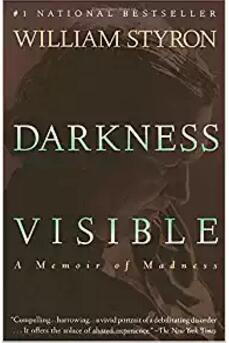 #1 NATIONAL BESTSELLER
WILLIAM STYRON
DARKNESS
VISIBLE
A Memoir of Madness
"Compelling...harrowing...a vivid portrait of a debilitating disorder
...It offers the solace of shared experience."—The New York Times